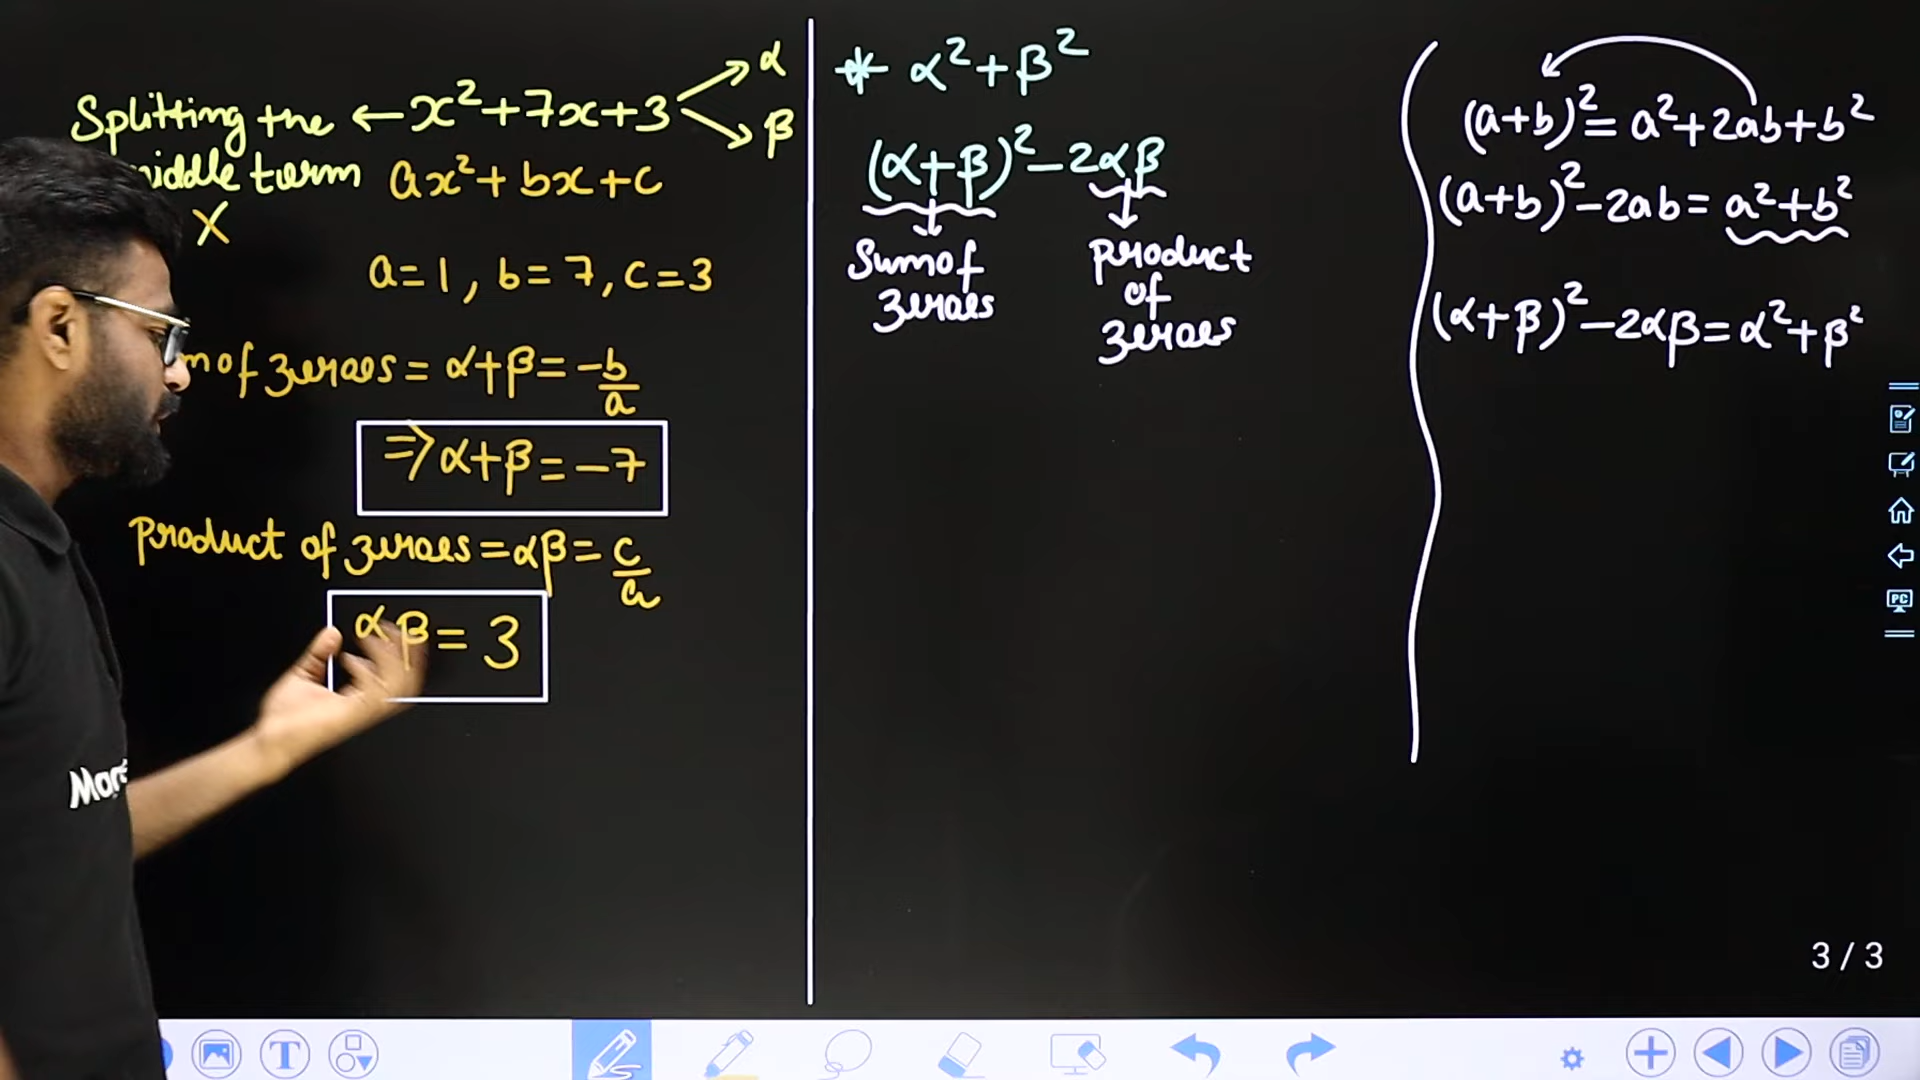 Splitting the ← x²+7x+3 → α
→ β
middle term
X
ax²+bx+c
a=1, b=7, c=3
of zeroes = α+β = -b/a
⇒ α+β = -7
Product of zeroes = αβ = c/a
αβ = 3
* α²+β²
(α+β)²-2αβ
Sum of zeroes
product of zeroes
(a+b)²= a²+2ab+b²
(a+b)²-2ab= a²+b²
(α+β)²-2αβ=α²+β²
PC
3 / 3
T